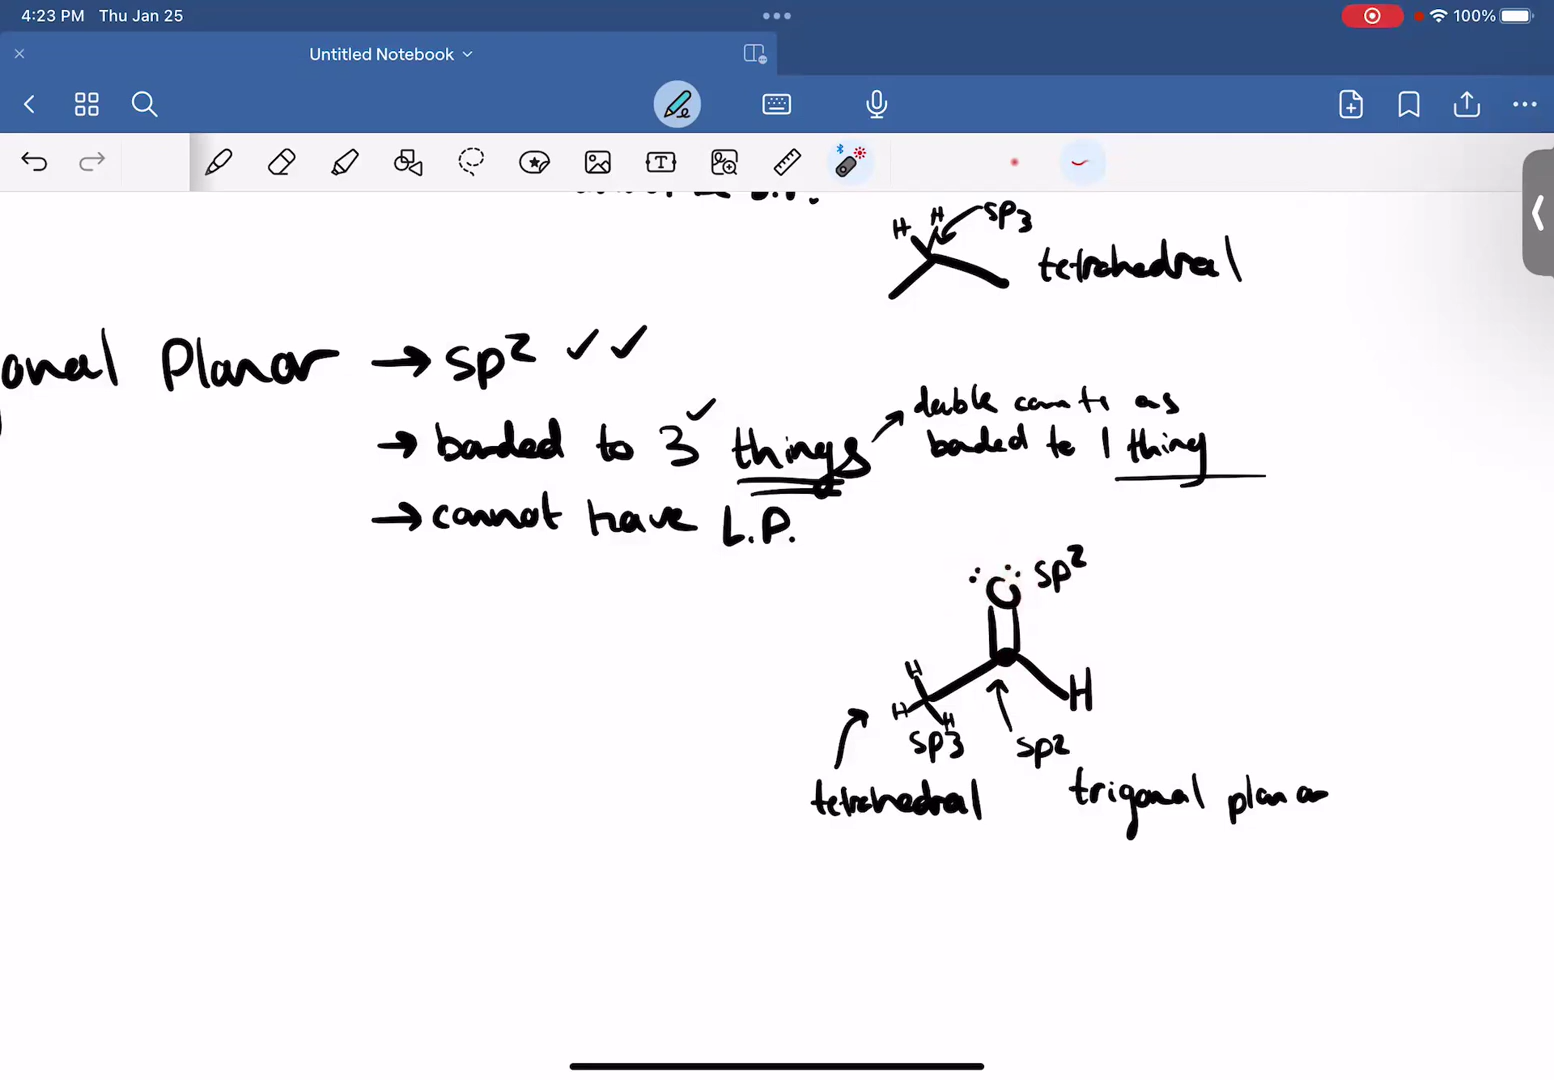 4:23 PM Thu Jan 25
100%
Untitled Notebook
T
H H sp3
tetrahedral
onal Planar → sp² ✓✓
→ bonded to 3 things
double counts as
bonded to 1 thing
→ cannot have L.P.
O sp²
H
H H H
sp3 sp2
tetrahedral trigonal planar